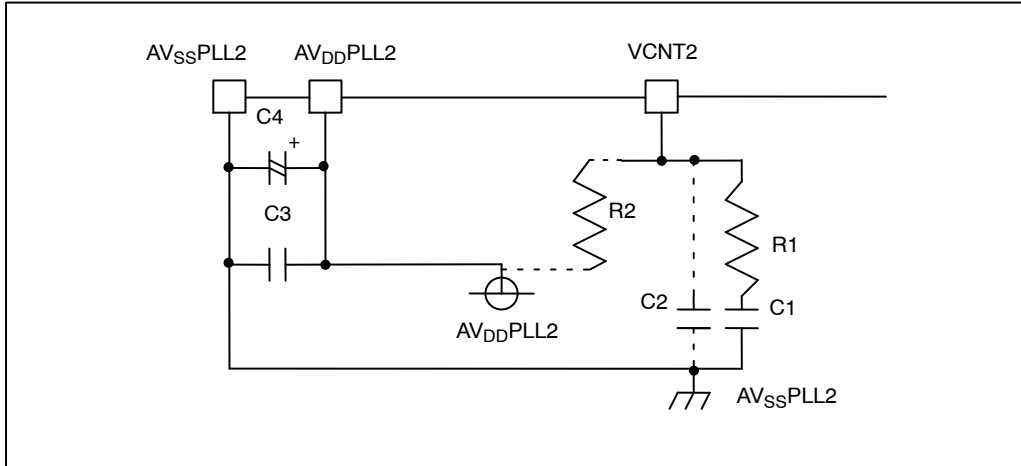 AVSSPLL2 AVDDPLL2 VCNT2
C4
+
C3
R2
R1
C2 C1
AVDDPLL2
AVSSPLL2